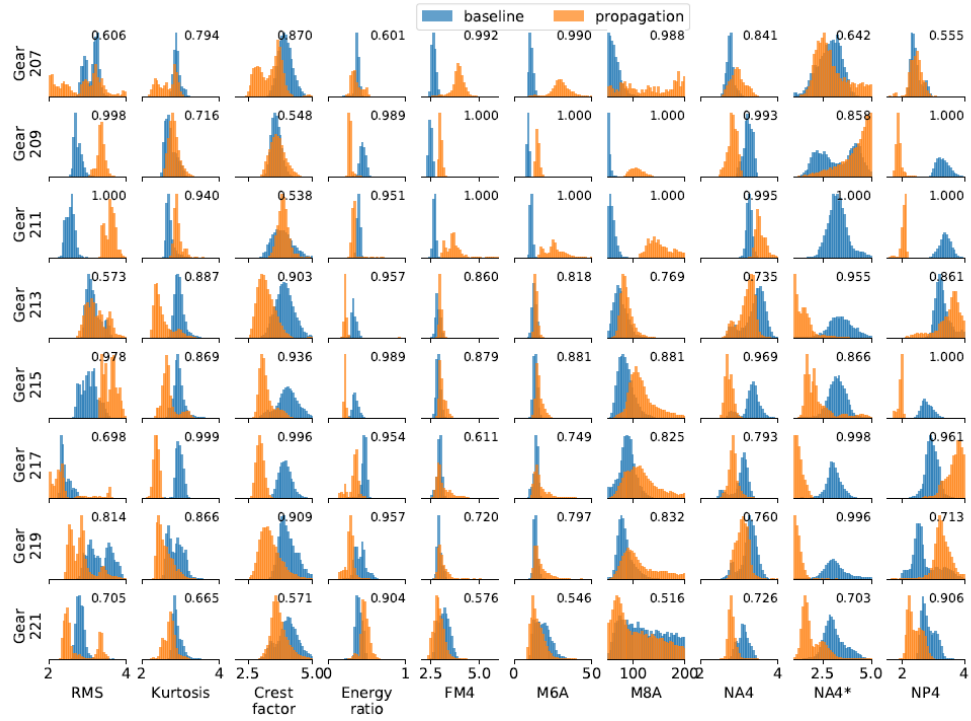 baseline propagation
Gear 207
0.606 0.794 0.870 0.601 0.992 0.990 0.988 0.841 0.642 0.555
Gear 209
0.998 0.716 0.548 0.989 1.000 1.000 1.000 0.993 0.858 1.000
Gear 211
1.000 0.940 0.538 0.951 1.000 1.000 1.000 0.995 1.000 1.000
Gear 213
0.573 0.887 0.903 0.957 0.860 0.818 0.769 0.735 0.955 0.861
Gear 215
0.978 0.869 0.936 0.989 0.879 0.881 0.881 0.969 0.866 1.000
Gear 217
0.698 0.999 0.996 0.954 0.611 0.749 0.825 0.793 0.998 0.961
Gear 219
0.814 0.866 0.909 0.957 0.720 0.797 0.832 0.760 0.996 0.713
Gear 221
0.705 0.665 0.571 0.904 0.576 0.546 0.516 0.726 0.703 0.906
2 4 2 4 2.5 5.0 0 1 2.5 5.0 0 50 100 200 2 4 2.5 5.0 2 4
RMS Kurtosis Crest factor Energy ratio FM4 M6A M8A NA4 NA4* NP4